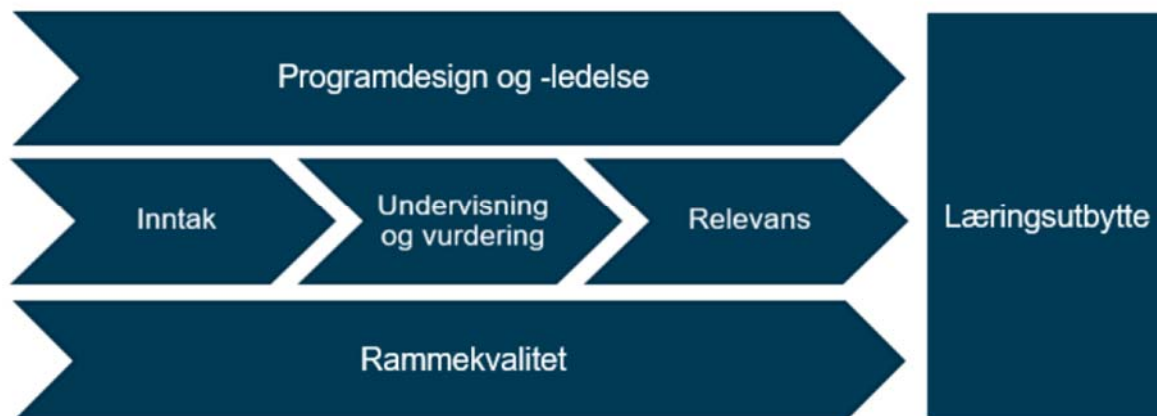 Programdesign og -ledelse
Inntak
Undervisning
og vurdering
Relevans
Læringsutbytte
Rammekvalitet